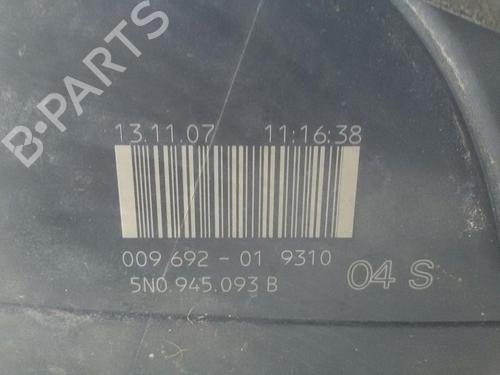 B-PARTS
13.11.07 11:16:38
009 692 - 01 9310
04 S
5N0.945.093 B